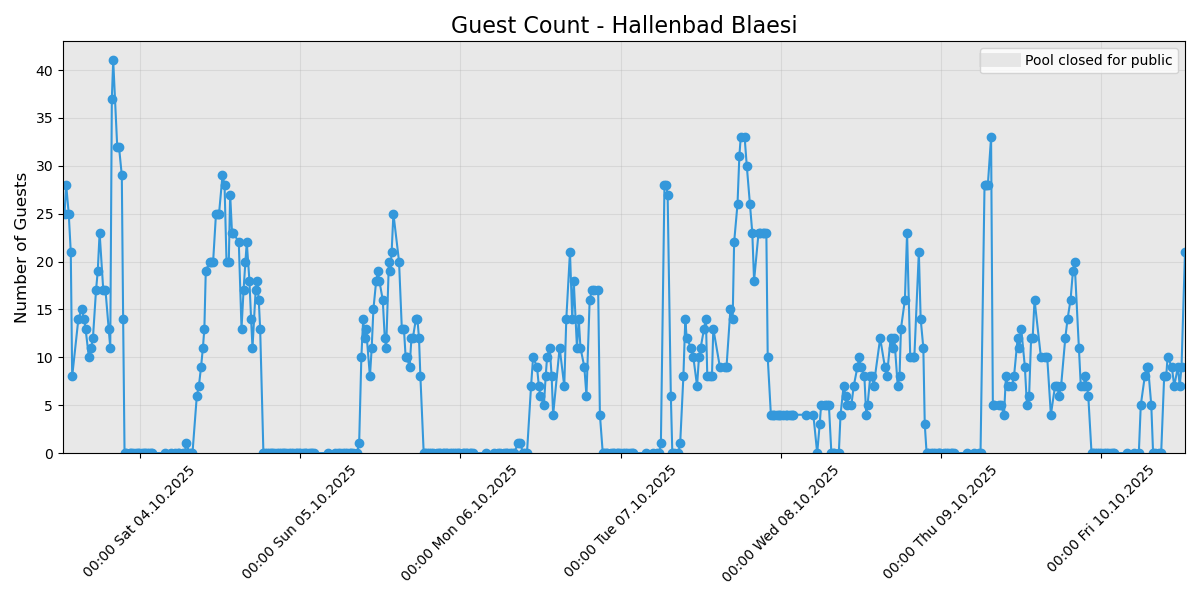 Guest Count - Hallenbad Blaesi
Pool closed for public
Number of Guests
40
35
30
25
20
15
10
5
0
00:00 Sat 04.10.2025
00:00 Sun 05.10.2025
00:00 Mon 06.10.2025
00:00 Tue 07.10.2025
00:00 Wed 08.10.2025
00:00 Thu 09.10.2025
00:00 Fri 10.10.2025